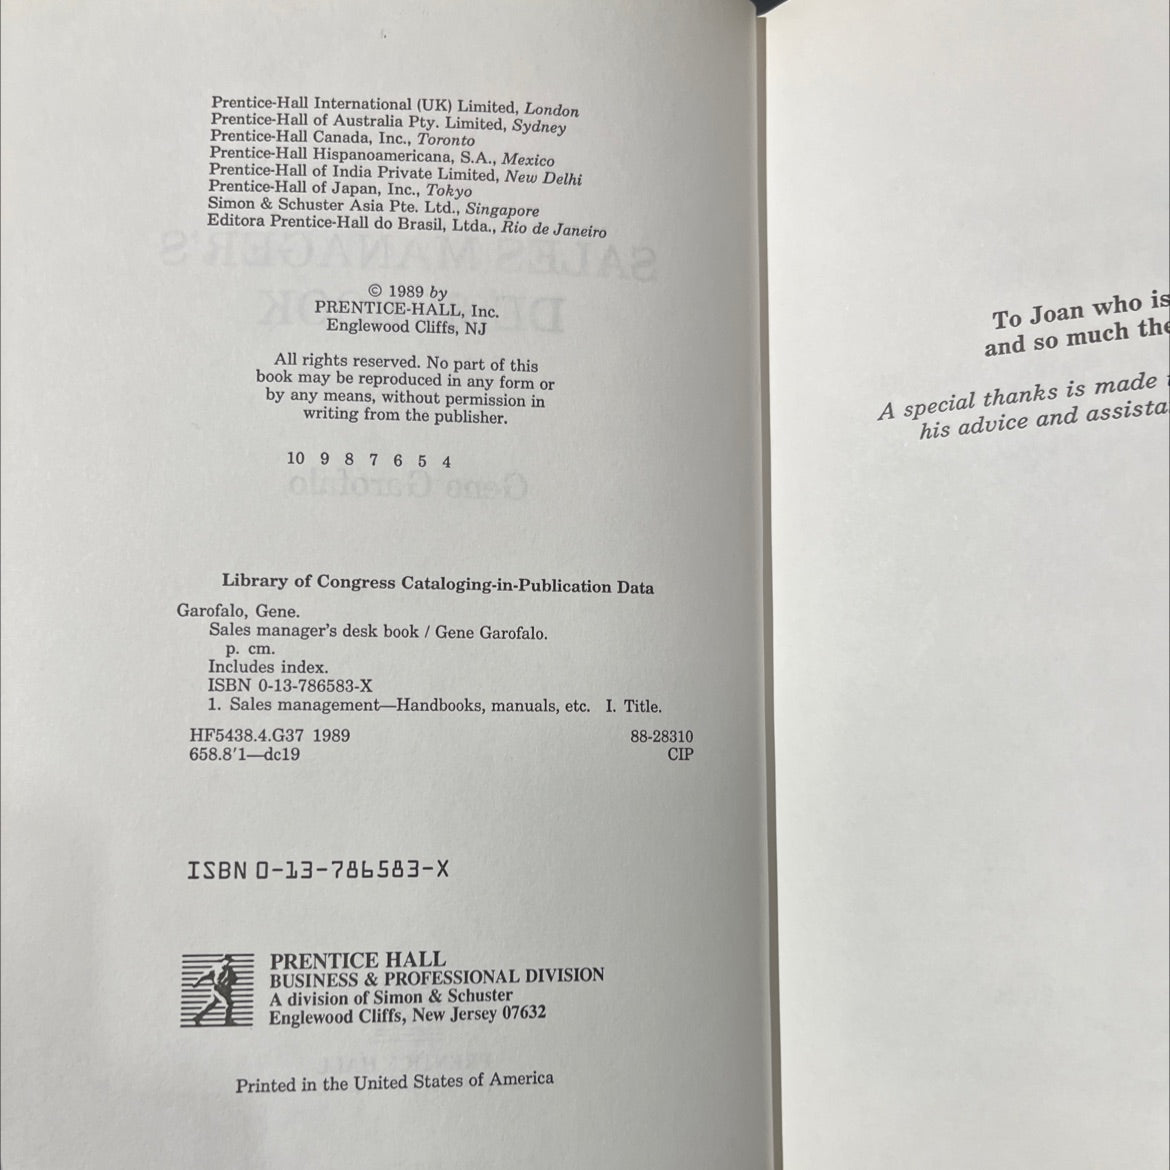 Prentice-Hall International (UK) Limited, London
Prentice-Hall of Australia Pty. Limited, Sydney
Prentice-Hall Canada, Inc., Toronto
Prentice-Hall Hispanoamericana, S.A., Mexico
Prentice-Hall of India Private Limited, New Delhi
Prentice-Hall of Japan, Inc., Tokyo
Simon & Schuster Asia Pte. Ltd., Singapore
Editora Prentice-Hall do Brasil, Ltda., Rio de Janeiro
© 1989 by
PRENTICE-HALL, Inc.
Englewood Cliffs, NJ
All rights reserved. No part of this
book may be reproduced in any form or
by any means, without permission in
writing from the publisher.
10 9 8 7 6 5 4
Library of Congress Cataloging-in-Publication Data
Garofalo, Gene.
Sales manager's desk book / Gene Garofalo.
p. cm.
Includes index.
ISBN 0-13-786583-X
1. Sales management—Handbooks, manuals, etc. I. Title.
HF5438.4.G37 1989 88-28310
658.8'1—dc19 CIP
ISBN 0-13-786583-X
PRENTICE HALL
BUSINESS & PROFESSIONAL DIVISION
A division of Simon & Schuster
Englewood Cliffs, New Jersey 07632
Printed in the United States of America
To Joan who is
and so much the
A special thanks is made
his advice and assista